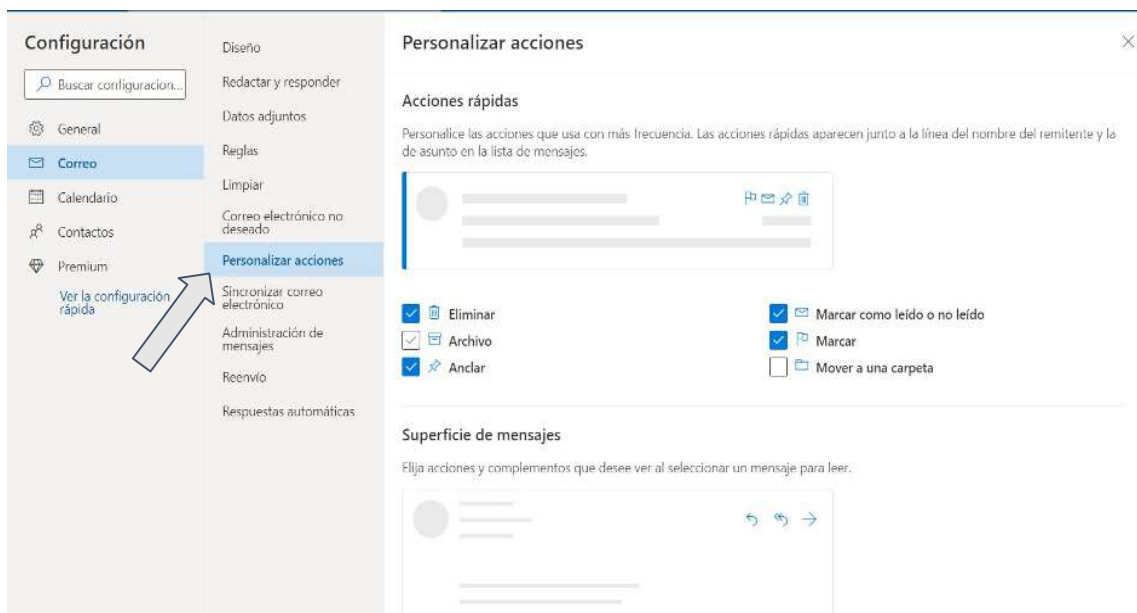 Configuración
Buscar configuracion...
General
Correo
Calendario
Contactos
Premium
Ver la configuración
rápida
Diseño
Redactar y responder
Datos adjuntos
Reglas
Limpiar
Correo electrónico no
deseado
Personalizar acciones
Sincronizar correo
electrónico
Administración de
mensajes
Reenvío
Respuestas automáticas
Personalizar acciones
Acciones rápidas
Personalice las acciones que usa con más frecuencia. Las acciones rápidas aparecen junto a la línea del nombre del remitente y la
de asunto en la lista de mensajes.
Eliminar
Archivo
Anclar
Marcar como leído o no leído
Marcar
Mover a una carpeta
Superficie de mensajes
Elija acciones y complementos que desee ver al seleccionar un mensaje para leer.